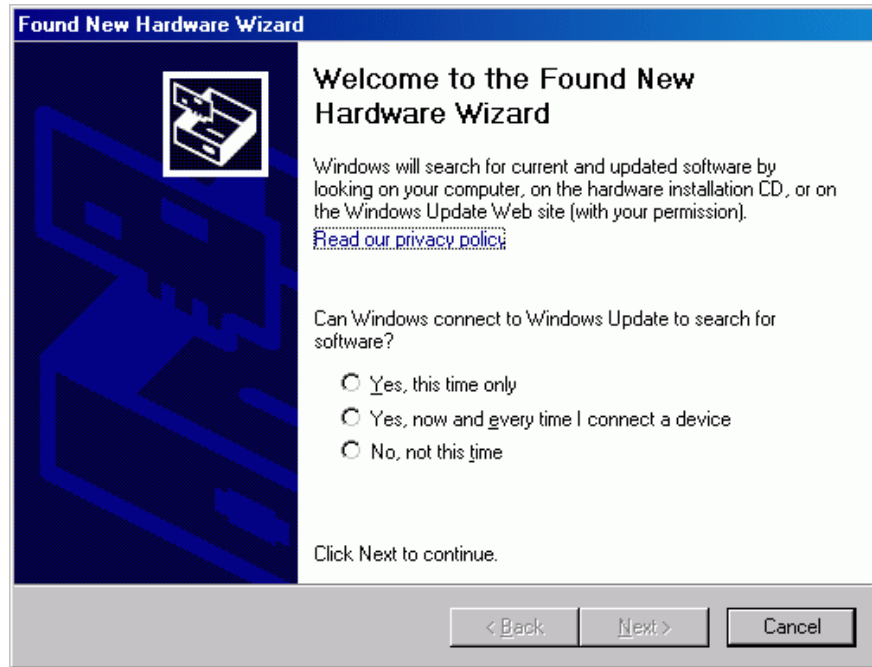 Found New Hardware Wizard
Welcome to the Found New
Hardware Wizard
Windows will search for current and updated software by
looking on your computer, on the hardware installation CD, or on
the Windows Update Web site (with your permission).
Read our privacy policy
Can Windows connect to Windows Update to search for
software?
Yes, this time only
Yes, now and every time I connect a device
No, not this time
Click Next to continue.
< Back
Next >
Cancel